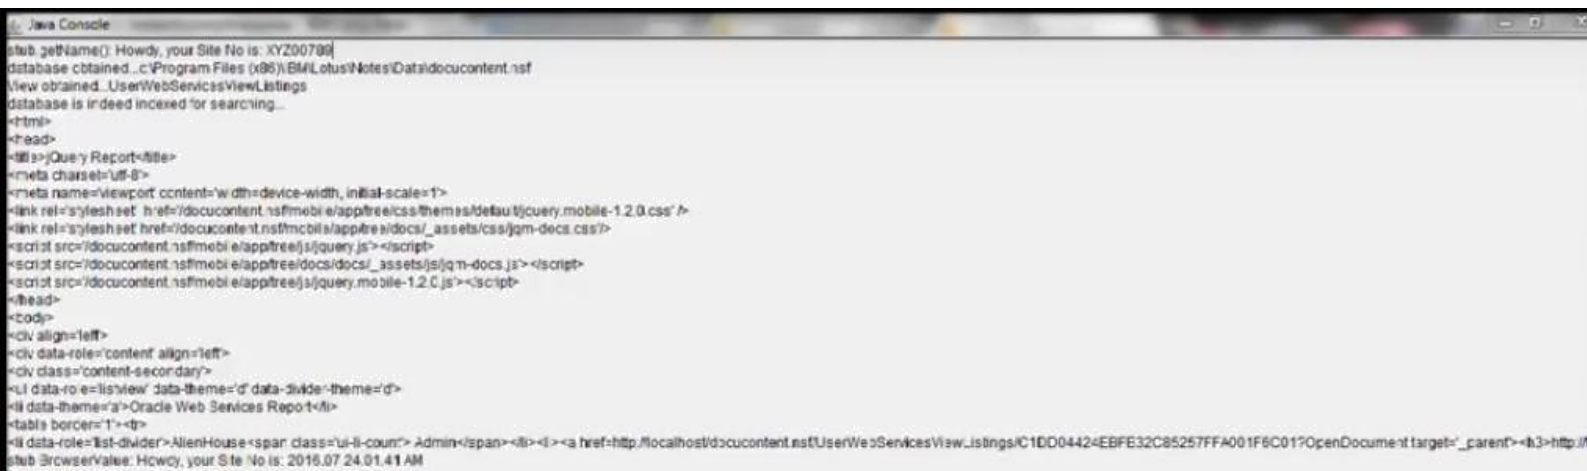 Java Console
stub.getName(): Howdy, your Site No is: XYZ00789
database obtained...c:\Program Files (x86)\IBM\Lotus\Notes\Data\docucontent.nsf
View obtained...UserWebServicesViewListings
database is indeed indexed for searching...
<html>
<head>
<title>jQuery Report</title>
<meta charset='utf-8'>
<meta name='viewport' content='width=device-width, initial-scale=1'>
<link rel='stylesheet' href='/docucontent.nsf/mobile/app/tree/css/themes/default/jquery.mobile-1.2.0.css' />
<link rel='stylesheet' href='/docucontent.nsf/mobile/app/tree/docs/_assets/css/jqm-docs.css'/>
<script src='/docucontent.nsf/mobile/app/tree/js/jquery.js'></script>
<script src='/docucontent.nsf/mobile/app/tree/docs/docs/_assets/js/jqm-docs.js'></script>
<script src='/docucontent.nsf/mobile/app/tree/js/jquery.mobile-1.2.0.js'></script>
</head>
<body>
<div align='left'>
<div data-role='content' align='left'>
<div class='content-secondary'>
<ul data-role='listview' data-theme='d' data-divider-theme='d'>
<li data-theme='a'>Oracle Web Services Report</li>
<table border='1'><tr>
<li data-role='list-divider'>AlienHouse<span class='ui-li-count'> Admin</span></li><li><a href=http://localhost/docucontent.nsf/UserWebServicesViewListings/C1DD04424EBFE32C85257FFA001F6C01?OpenDocument target='_parent'><h3>http://
stub BrowserValue: Howdy, your Site No is: 2016.07 24.01.41 AM